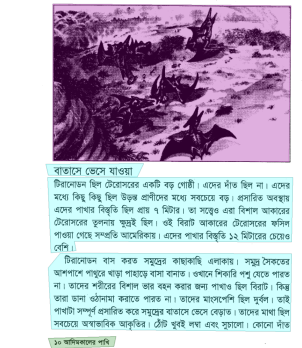 বাতাসে ভেসে যাওয়া
টিরানোডন ছিল টেরোসরের একটি বড় গোষ্ঠী। এদের দাঁত ছিল না। এদের
মধ্যে কিছু কিছু ছিল উড়ন্ত প্রাণীদের মধ্যে সবচেয়ে বড়। প্রসারিত অবস্থায়
এদের পাখার বিস্তৃতি ছিল প্রায় ৭ মিটার। তা সত্ত্বেও এরা বিশাল আকারের
টেরোসরের তুলনায় ক্ষুদ্রই ছিল। ওই বিরাট আকারের টেরোসরের ফসিল
পাওয়া গেছে সম্প্রতি আমেরিকায়। এদের পাখার বিস্তৃতি ১২ মিটারের চেয়েও
বেশি।
টিরানোডন বাস করত সমুদ্রের কাছাকাছি এলাকায়। সমুদ্র সৈকতের
আশপাশে পাথুরে খাড়া পাহাড়ে বাসা বানাত। ওখানে শিকারি পশু যেতে পারত
না। তাদের শরীরের বিশাল ভার বহন করার জন্য পাখাও ছিল বিরাট। কিন্তু
তারা ডানা ওঠানামা করাতে পারত না। তাদের মাংসপেশি ছিল দুর্বল। তাই
পাখাটা সম্পূর্ণ প্রসারিত করে সমুদ্রের বাতাসে ভেসে বেড়াত। তাদের মাথা ছিল
সবচেয়ে অস্বাভাবিক আকৃতির। ঠোঁট খুবই লম্বা এবং সুচালো। কোনো দাঁত
১০ আদিমকালের পাখি